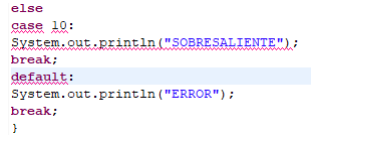 else
case 10:
System.out.println("SOBRESALIENTE");
break;
default:
System.out.println("ERROR");
break;
}